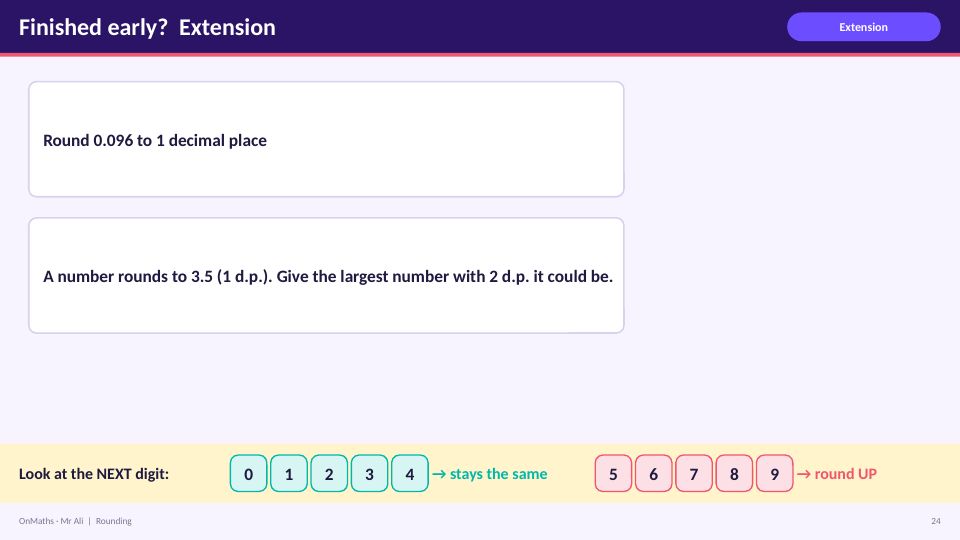 Finished early?  Extension
Extension
Round 0.096 to 1 decimal place
A number rounds to 3.5 (1 d.p.). Give the largest number with 2 d.p. it could be.
Look at the NEXT digit: 0 1 2 3 4 → stays the same 5 6 7 8 9 → round UP
OnMaths - Mr Ali | Rounding 24